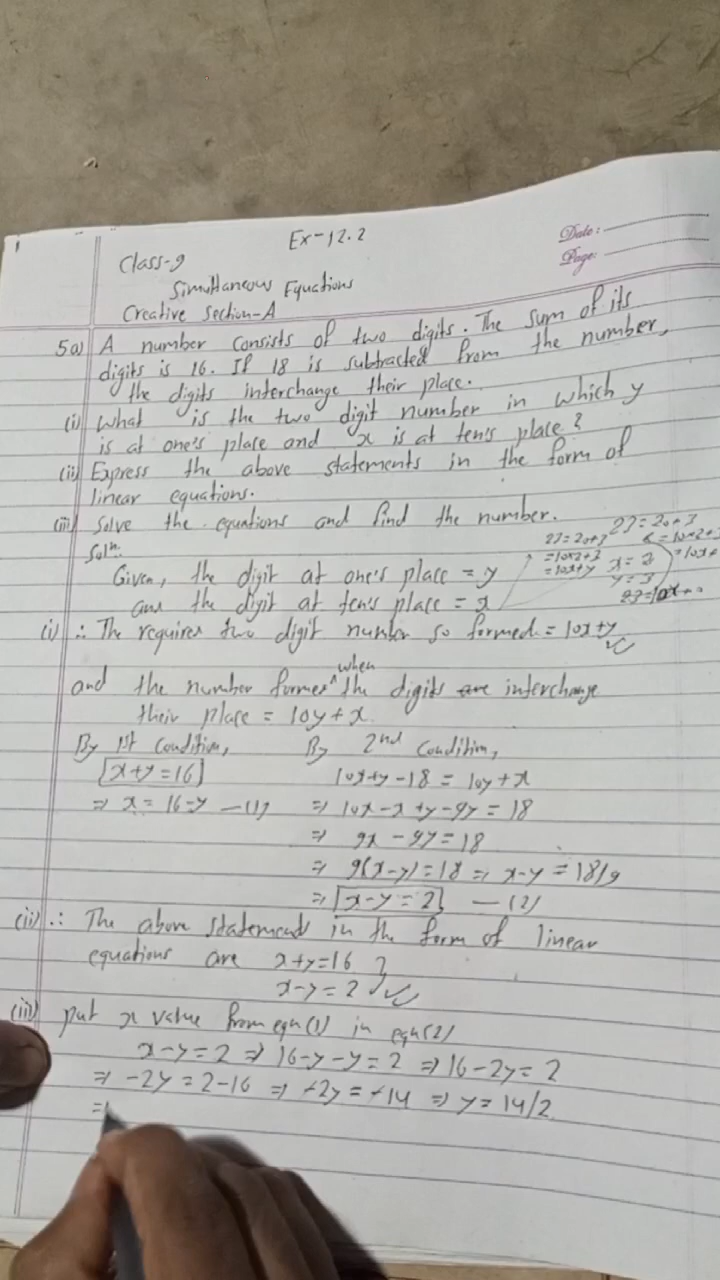 Ex-12.2
Date:
Page:
Class-9
Simultaneous Equations
Creative Section-A
5a) A number consists of two digits. The sum of its
digits is 16. If 18 is subtracted from the number,
the digits interchange their place.
(i) What is the two digit number in which y
is at one's place and x is at ten's place?
(ii) Express the above statements in the form of
linear equations.
(iii) Solve the equations and find the number.
Soln.
23=20+3
=10×2+3
=10x+y
23=20+3
x=2
y=3
Given, the digit at one's place = y
and the digit at ten's place = x
(i) ∴ The required two digit number so formed = 10x+y
and the number formed ^when the digits are interchange
their place = 10y+x
By 1st condition,
[x+y=16]
⇒ x = 16-y —(1)
By 2nd condition,
10x+y-18 = 10y+x
⇒ 10x-x+y-9y = 18
⇒ 9x-9y=18
⇒ 9(x-y)=18 ⇒ x-y = 18/9
⇒ [x-y=2] —(2)
(ii) ∴ The above statements in the form of linear
equations are x+y=16 }
x-y=2
(iii) put x value from eqn(1) in eqn(2)
x-y=2 ⇒ 16-y-y=2 ⇒ 16-2y=2
⇒ -2y=2-16 ⇒ +2y=+14 ⇒ y=14/2
⇒